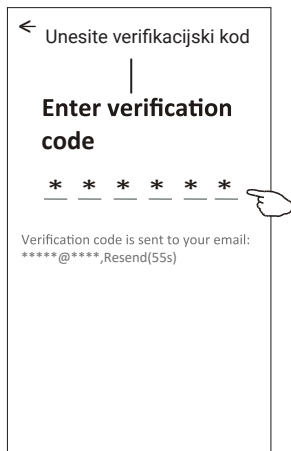 Unesite verifikacijski kod
Enter verification
code
* * * * * *
Verification code is sent to your email:
*****@****,Resend(55s)